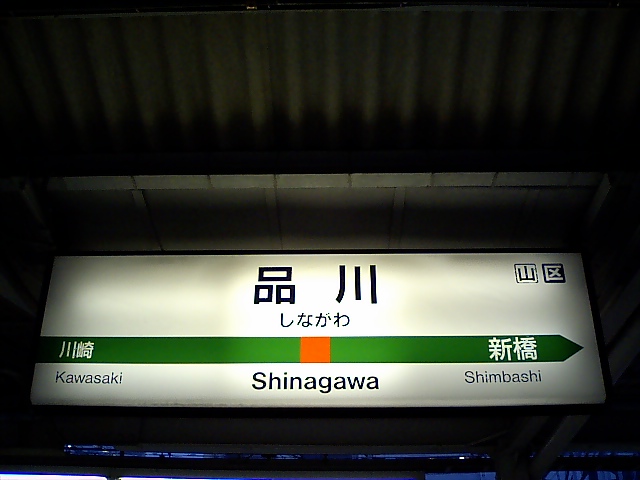 品川
山 区
しながわ
川崎
新橋
Kawasaki
Shinagawa
Shimbashi